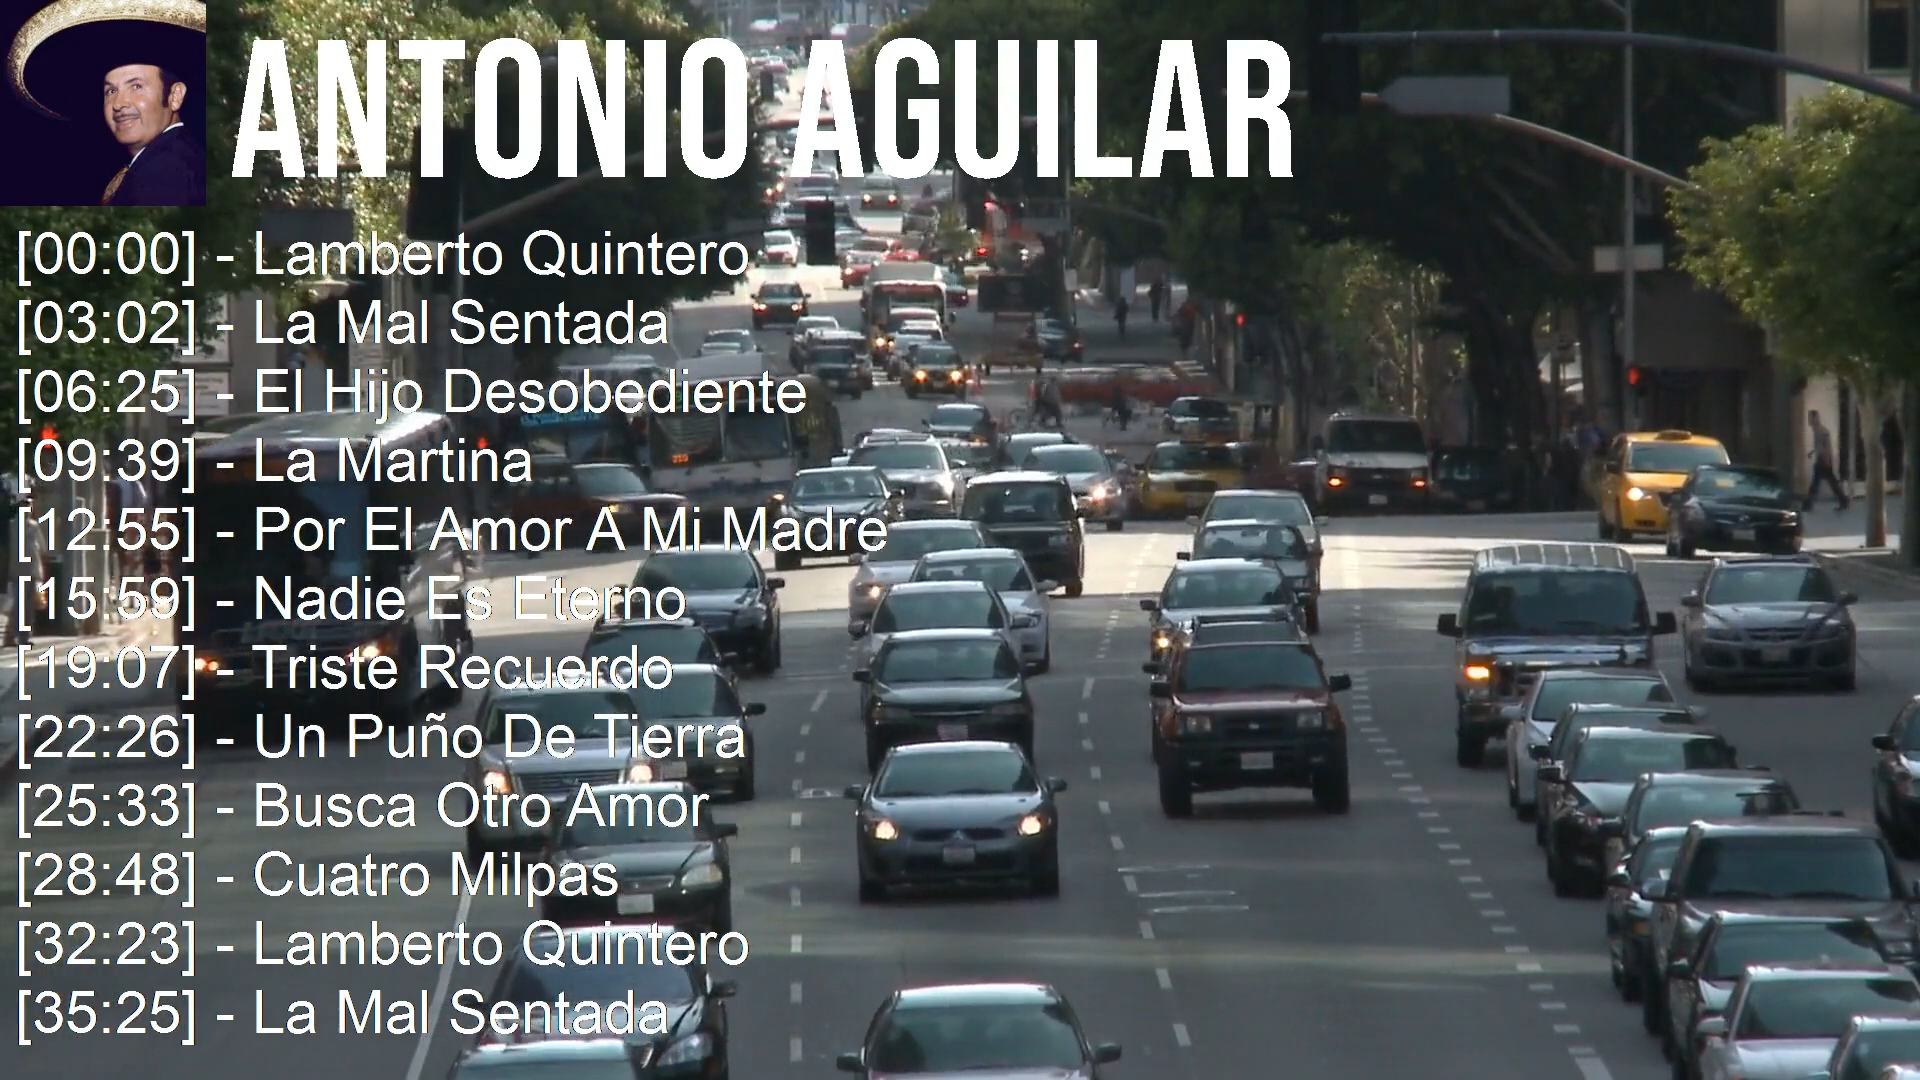 ANTONIO AGUILAR
[00:00] - Lamberto Quintero
[03:02] - La Mal Sentada
[06:25] - El Hijo Desobediente
[09:39] - La Martina
[12:55] - Por El Amor A Mi Madre
[15:59] - Nadie Es Eterno
[19:07] - Triste Recuerdo
[22:26] - Un Puño De Tierra
[25:33] - Busca Otro Amor
[28:48] - Cuatro Milpas
[32:23] - Lamberto Quintero
[35:25] - La Mal Sentada